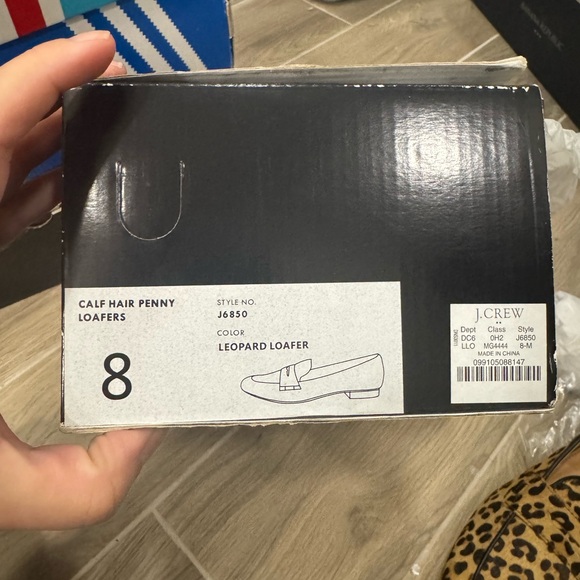 CALF HAIR PENNY
LOAFERS
8
STYLE NO.
J6850
COLOR
LEOPARD LOAFER
J.CREW
Dept Class Style
DC6 0H2 J6850
LLO MG4444 8-M
MADE IN CHINA
099105088147